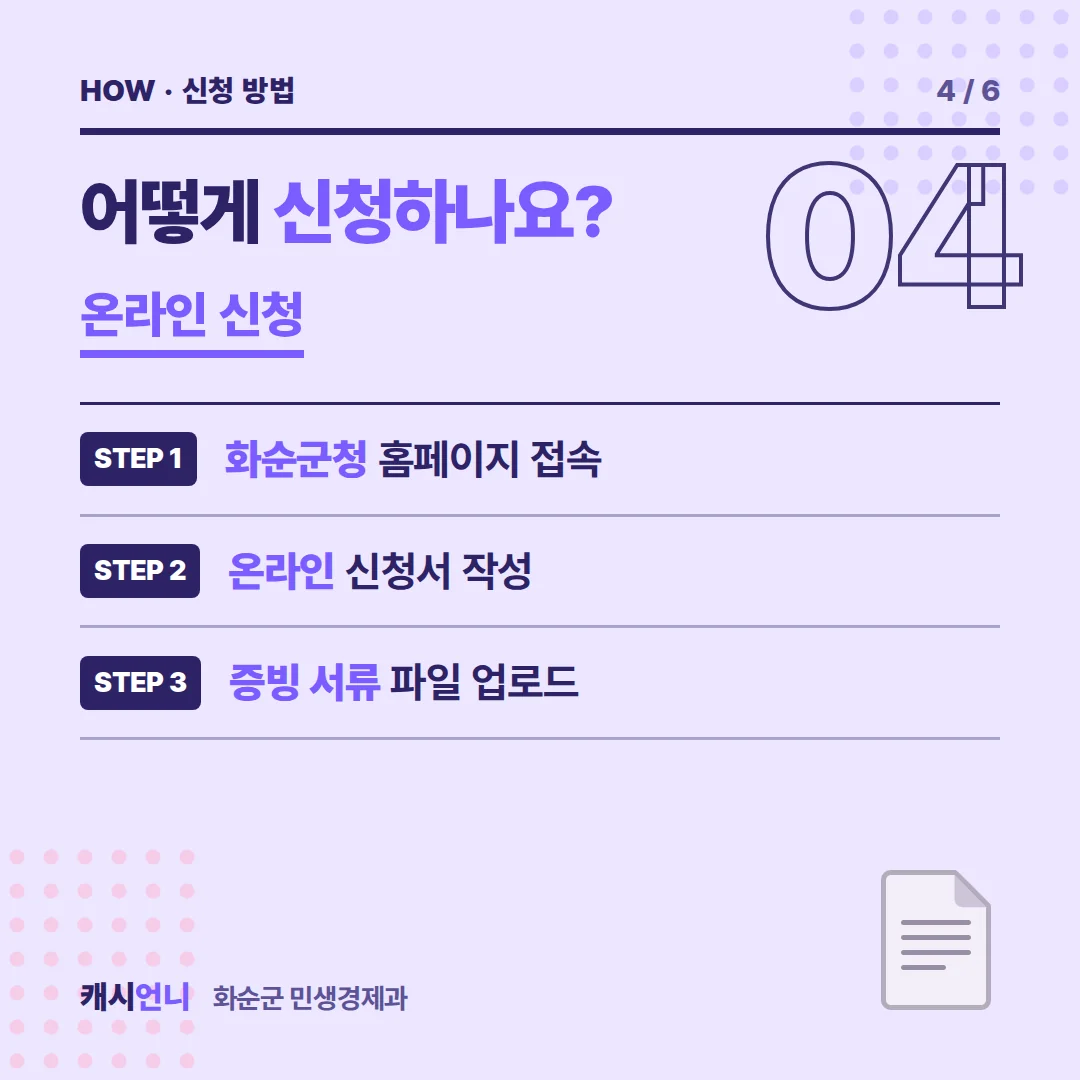 HOW · 신청 방법
4 / 6
어떻게 신청하나요?
04
온라인 신청
STEP 1 화순군청 홈페이지 접속
STEP 2 온라인 신청서 작성
STEP 3 증빙 서류 파일 업로드
캐시언니 화순군 민생경제과